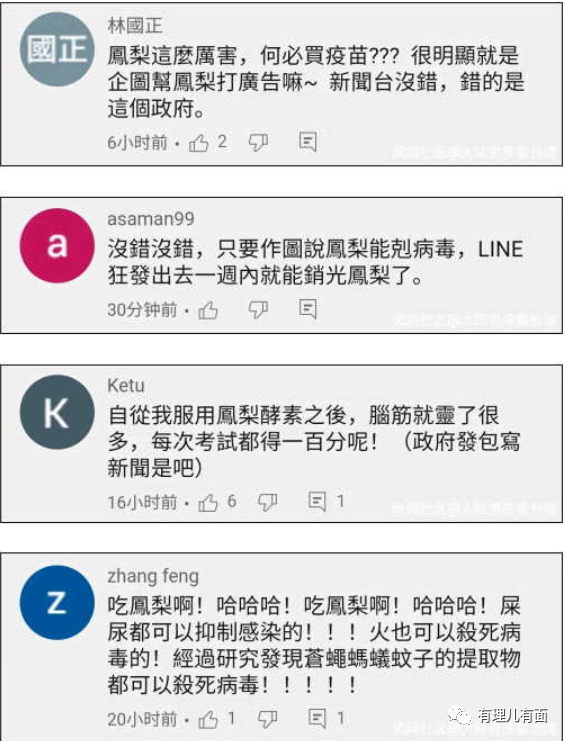 國正
林國正
鳳梨這麼厲害，何必買疫苗??? 很明顯就是
企圖幫鳳梨打廣告嘛~ 新聞台沒錯，錯的是
這個政府。
6小时前 · 2
a
asaman99
沒錯沒錯，只要作圖說鳳梨能剋病毒，LINE
狂發出去一週內就能銷光鳳梨了。
30分钟前 ·
K
Ketu
自從我服用鳳梨酵素之後，腦筋就靈了很
多，每次考試都得一百分呢！（政府發包寫
新聞是吧）
16小时前 · 6 1
z
zhang feng
吃鳳梨啊！哈哈哈！吃鳳梨啊！哈哈哈！屎
尿都可以抑制感染的！！！火也可以殺死病
毒的！經過研究發現蒼蠅螞蟻蚊子的提取物
都可以殺死病毒！！！！！
20小时前 · 1 1
有理儿有面